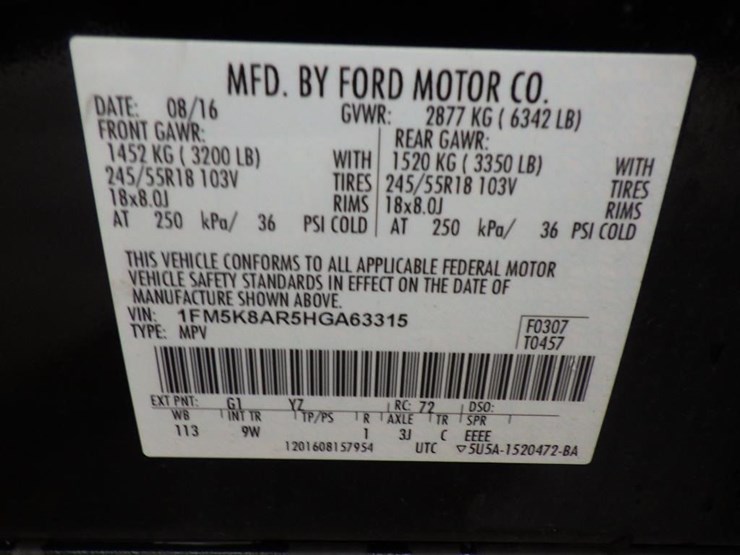 MFD. BY FORD MOTOR CO.
DATE: 08/16 GVWR: 2877 KG ( 6342 LB)
FRONT GAWR: REAR GAWR:
1452 KG ( 3200 LB) WITH 1520 KG ( 3350 LB) WITH
245/55R18 103V TIRES 245/55R18 103V TIRES
18x8.0J RIMS 18x8.0J RIMS
AT 250 kPa/ 36 PSI COLD AT 250 kPa/ 36 PSI COLD
THIS VEHICLE CONFORMS TO ALL APPLICABLE FEDERAL MOTOR
VEHICLE SAFETY STANDARDS IN EFFECT ON THE DATE OF
MANUFACTURE SHOWN ABOVE.
VIN: 1FM5K8AR5HGA63315 F0307
TYPE: MPV T0457
EXT PNT: G1 YZ RC: 72 DSO:
WB INT TR TP/PS R AXLE TR SPR
113 9W 1 3J C EEEE
1201608157954 UTC ▽5U5A-1520472-BA